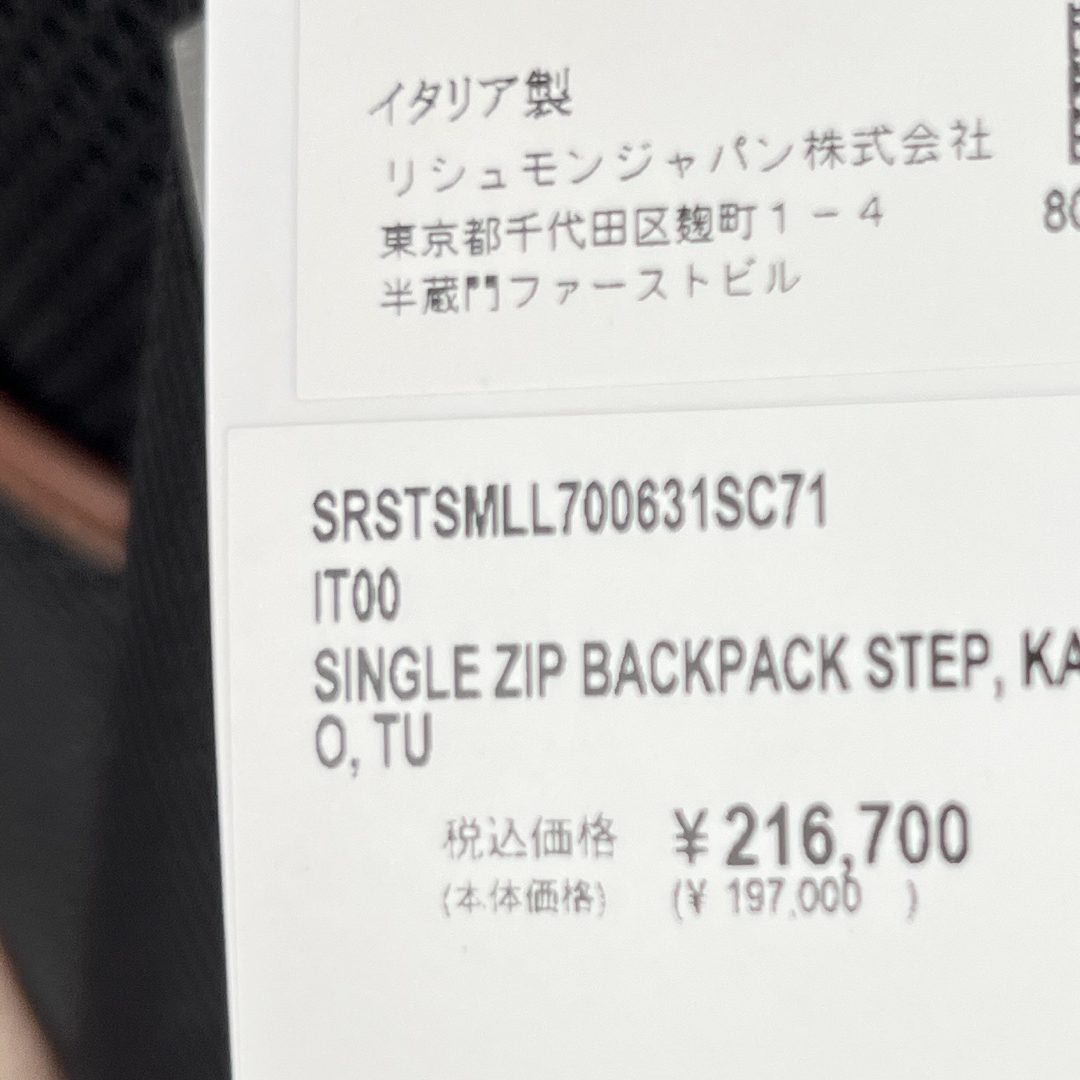 イタリア製
リシュモンジャパン株式会社
東京都千代田区麹町1-4
半蔵門ファーストビル
80
SRSTSMLL700631SC71
IT00
SINGLE ZIP BACKPACK STEP, KA
O, TU
税込価格 ¥216,700
(本体価格) (¥ 197,000 )